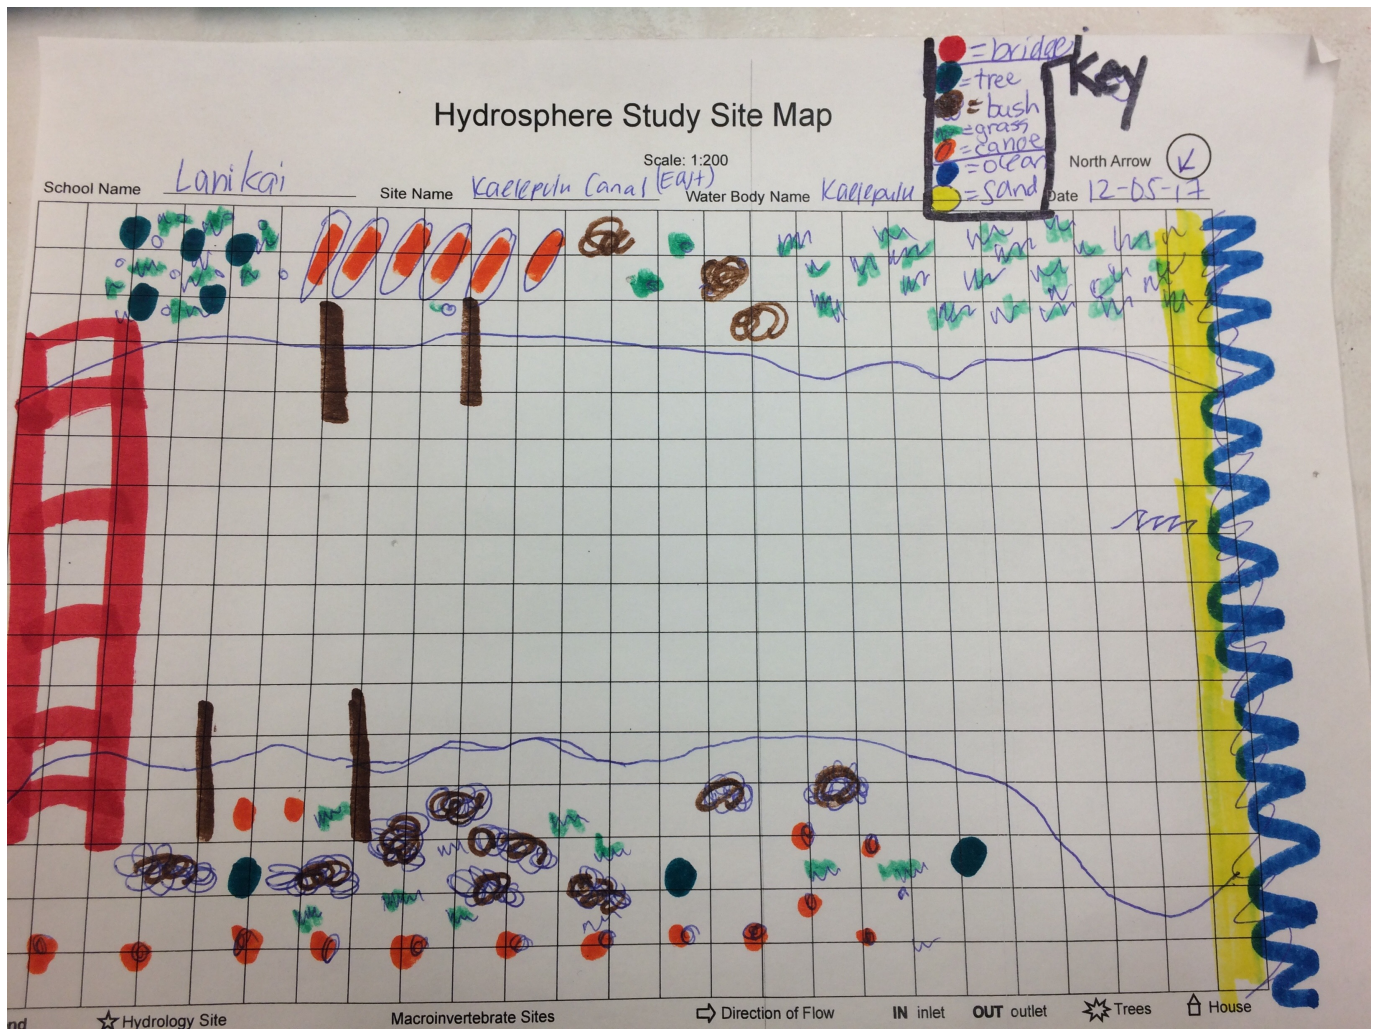 = bridge
= tree
= bush
= grass
= canoe
= ocean
= sand
Key
Hydrosphere Study Site Map
Scale: 1:200
North Arrow
School Name Lanikai
Site Name Kaelepulu Canal (East)
Water Body Name Kaelepulu
Date 12-05-17
nd
Hydrology Site
Macroinvertebrate Sites
Direction of Flow
IN inlet
OUT outlet
Trees
House